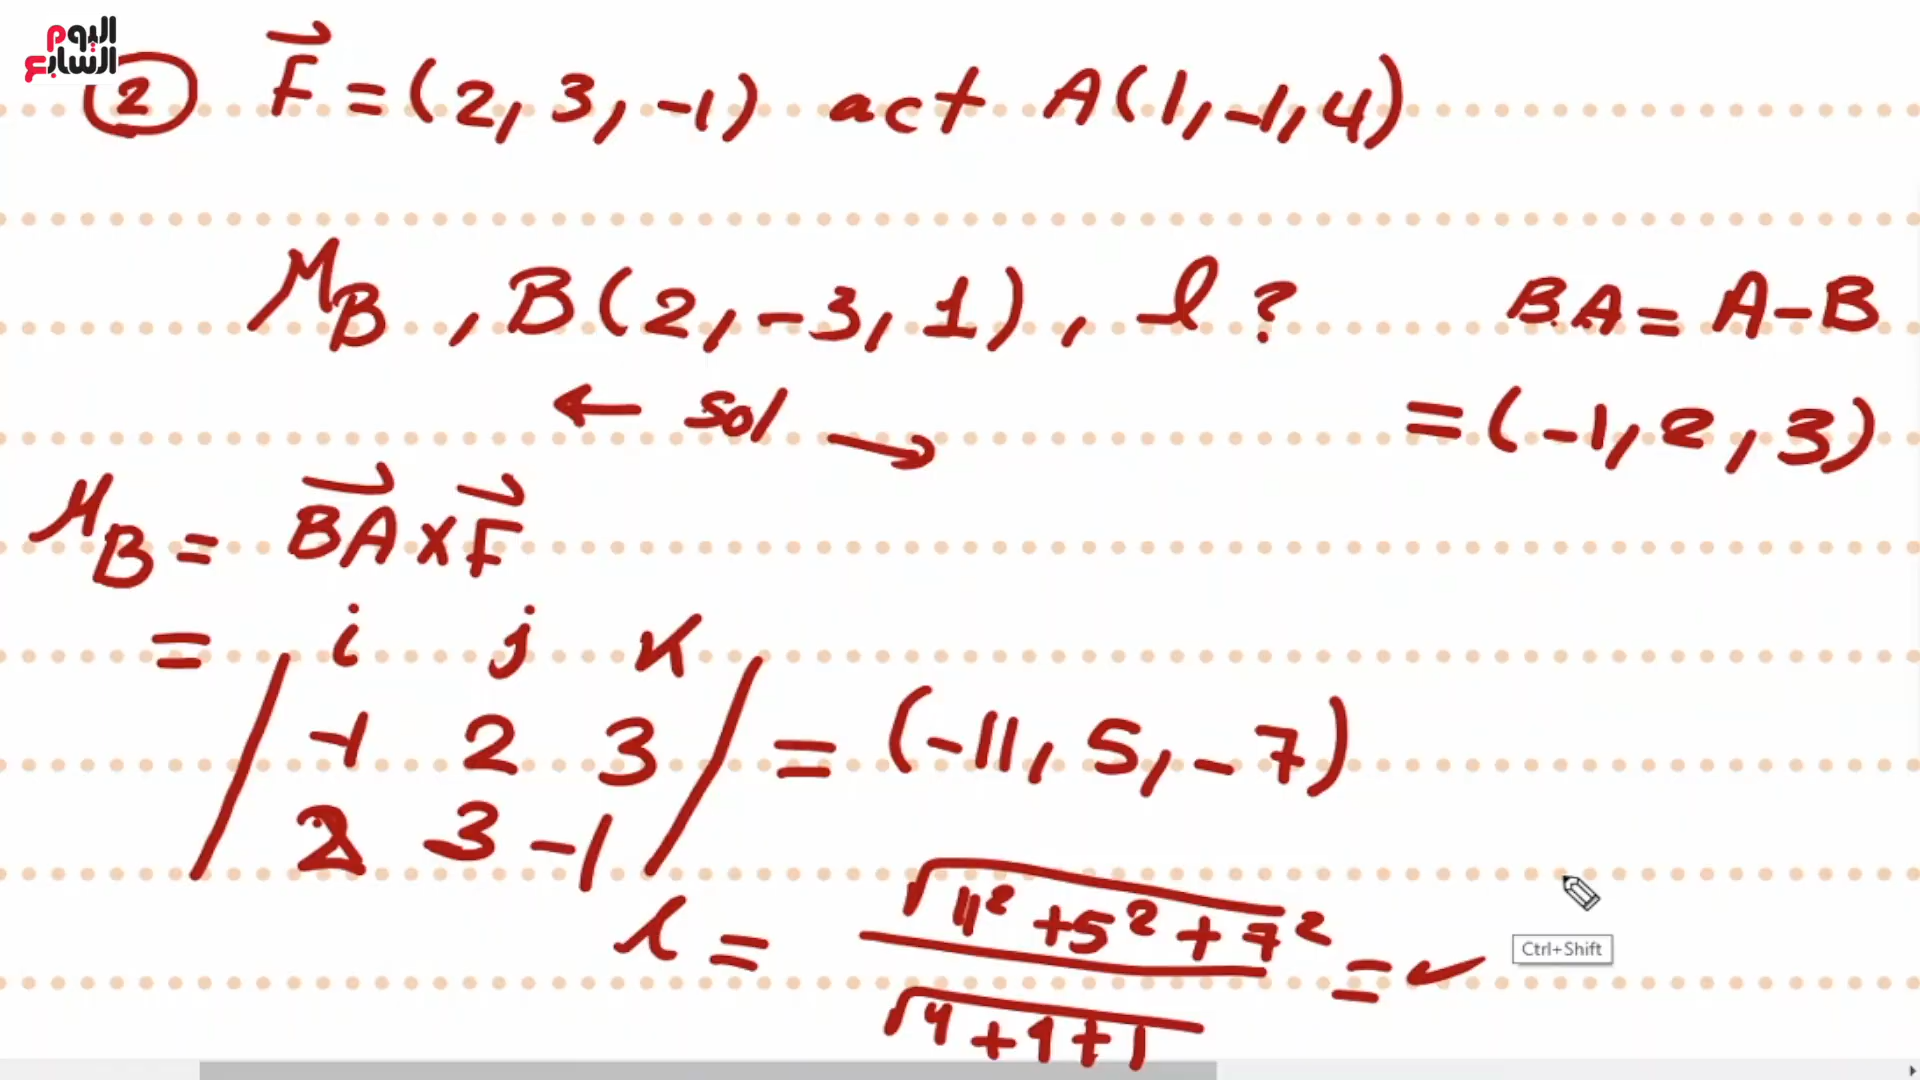 اليوم السابع
② F = (2, 3, -1) act A(1, -1, 4)
M_B , B(2, -3, 1) , l ?
BA = A - B
= (-1, 2, 3)
← Sol →
M_B = BA × F
= | i j k
-1 2 3
2 3 -1 | = (-11, 5, -7)
l = √(11² + 5² + 7²) / √(4 + 9 + 1) = ✓
Ctrl+Shift